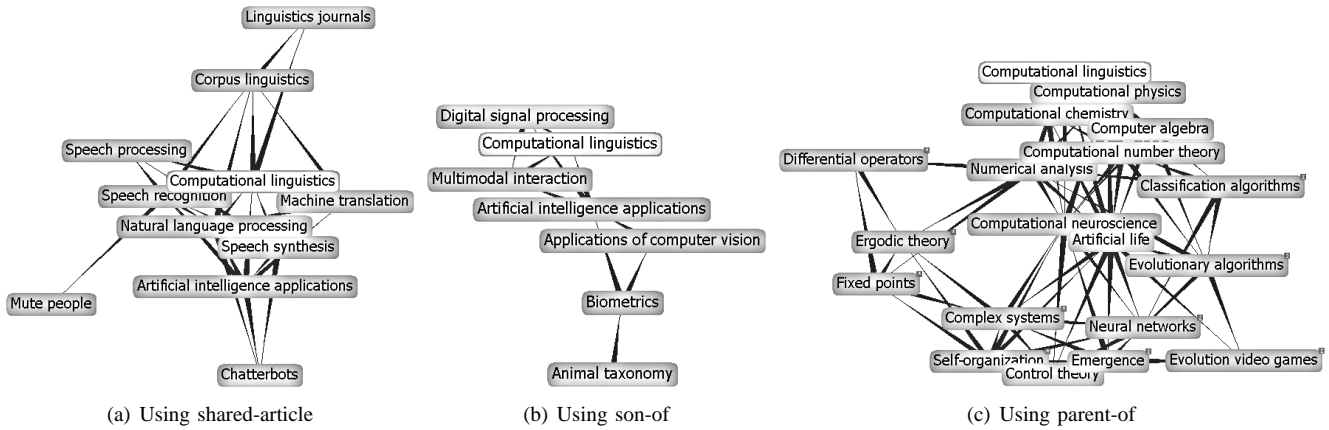 Linguistics journals
Corpus linguistics
Speech processing
Computational linguistics
Speech recognition
Machine translation
Natural language processing
Speech synthesis
Artificial intelligence applications
Mute people
Chatterbots
(a) Using shared-article
Digital signal processing
Computational linguistics
Multimodal interaction
Artificial intelligence applications
Applications of computer vision
Biometrics
Animal taxonomy
(b) Using son-of
Computational linguistics
Computational physics
Computational chemistry
Computer algebra
Computational number theory
Differential operators
Numerical analysis
Classification algorithms
Computational neuroscience
Artificial life
Ergodic theory
Evolutionary algorithms
Fixed points
Complex systems
Neural networks
Self-organization
Emergence
Evolution video games
Control theory
(c) Using parent-of